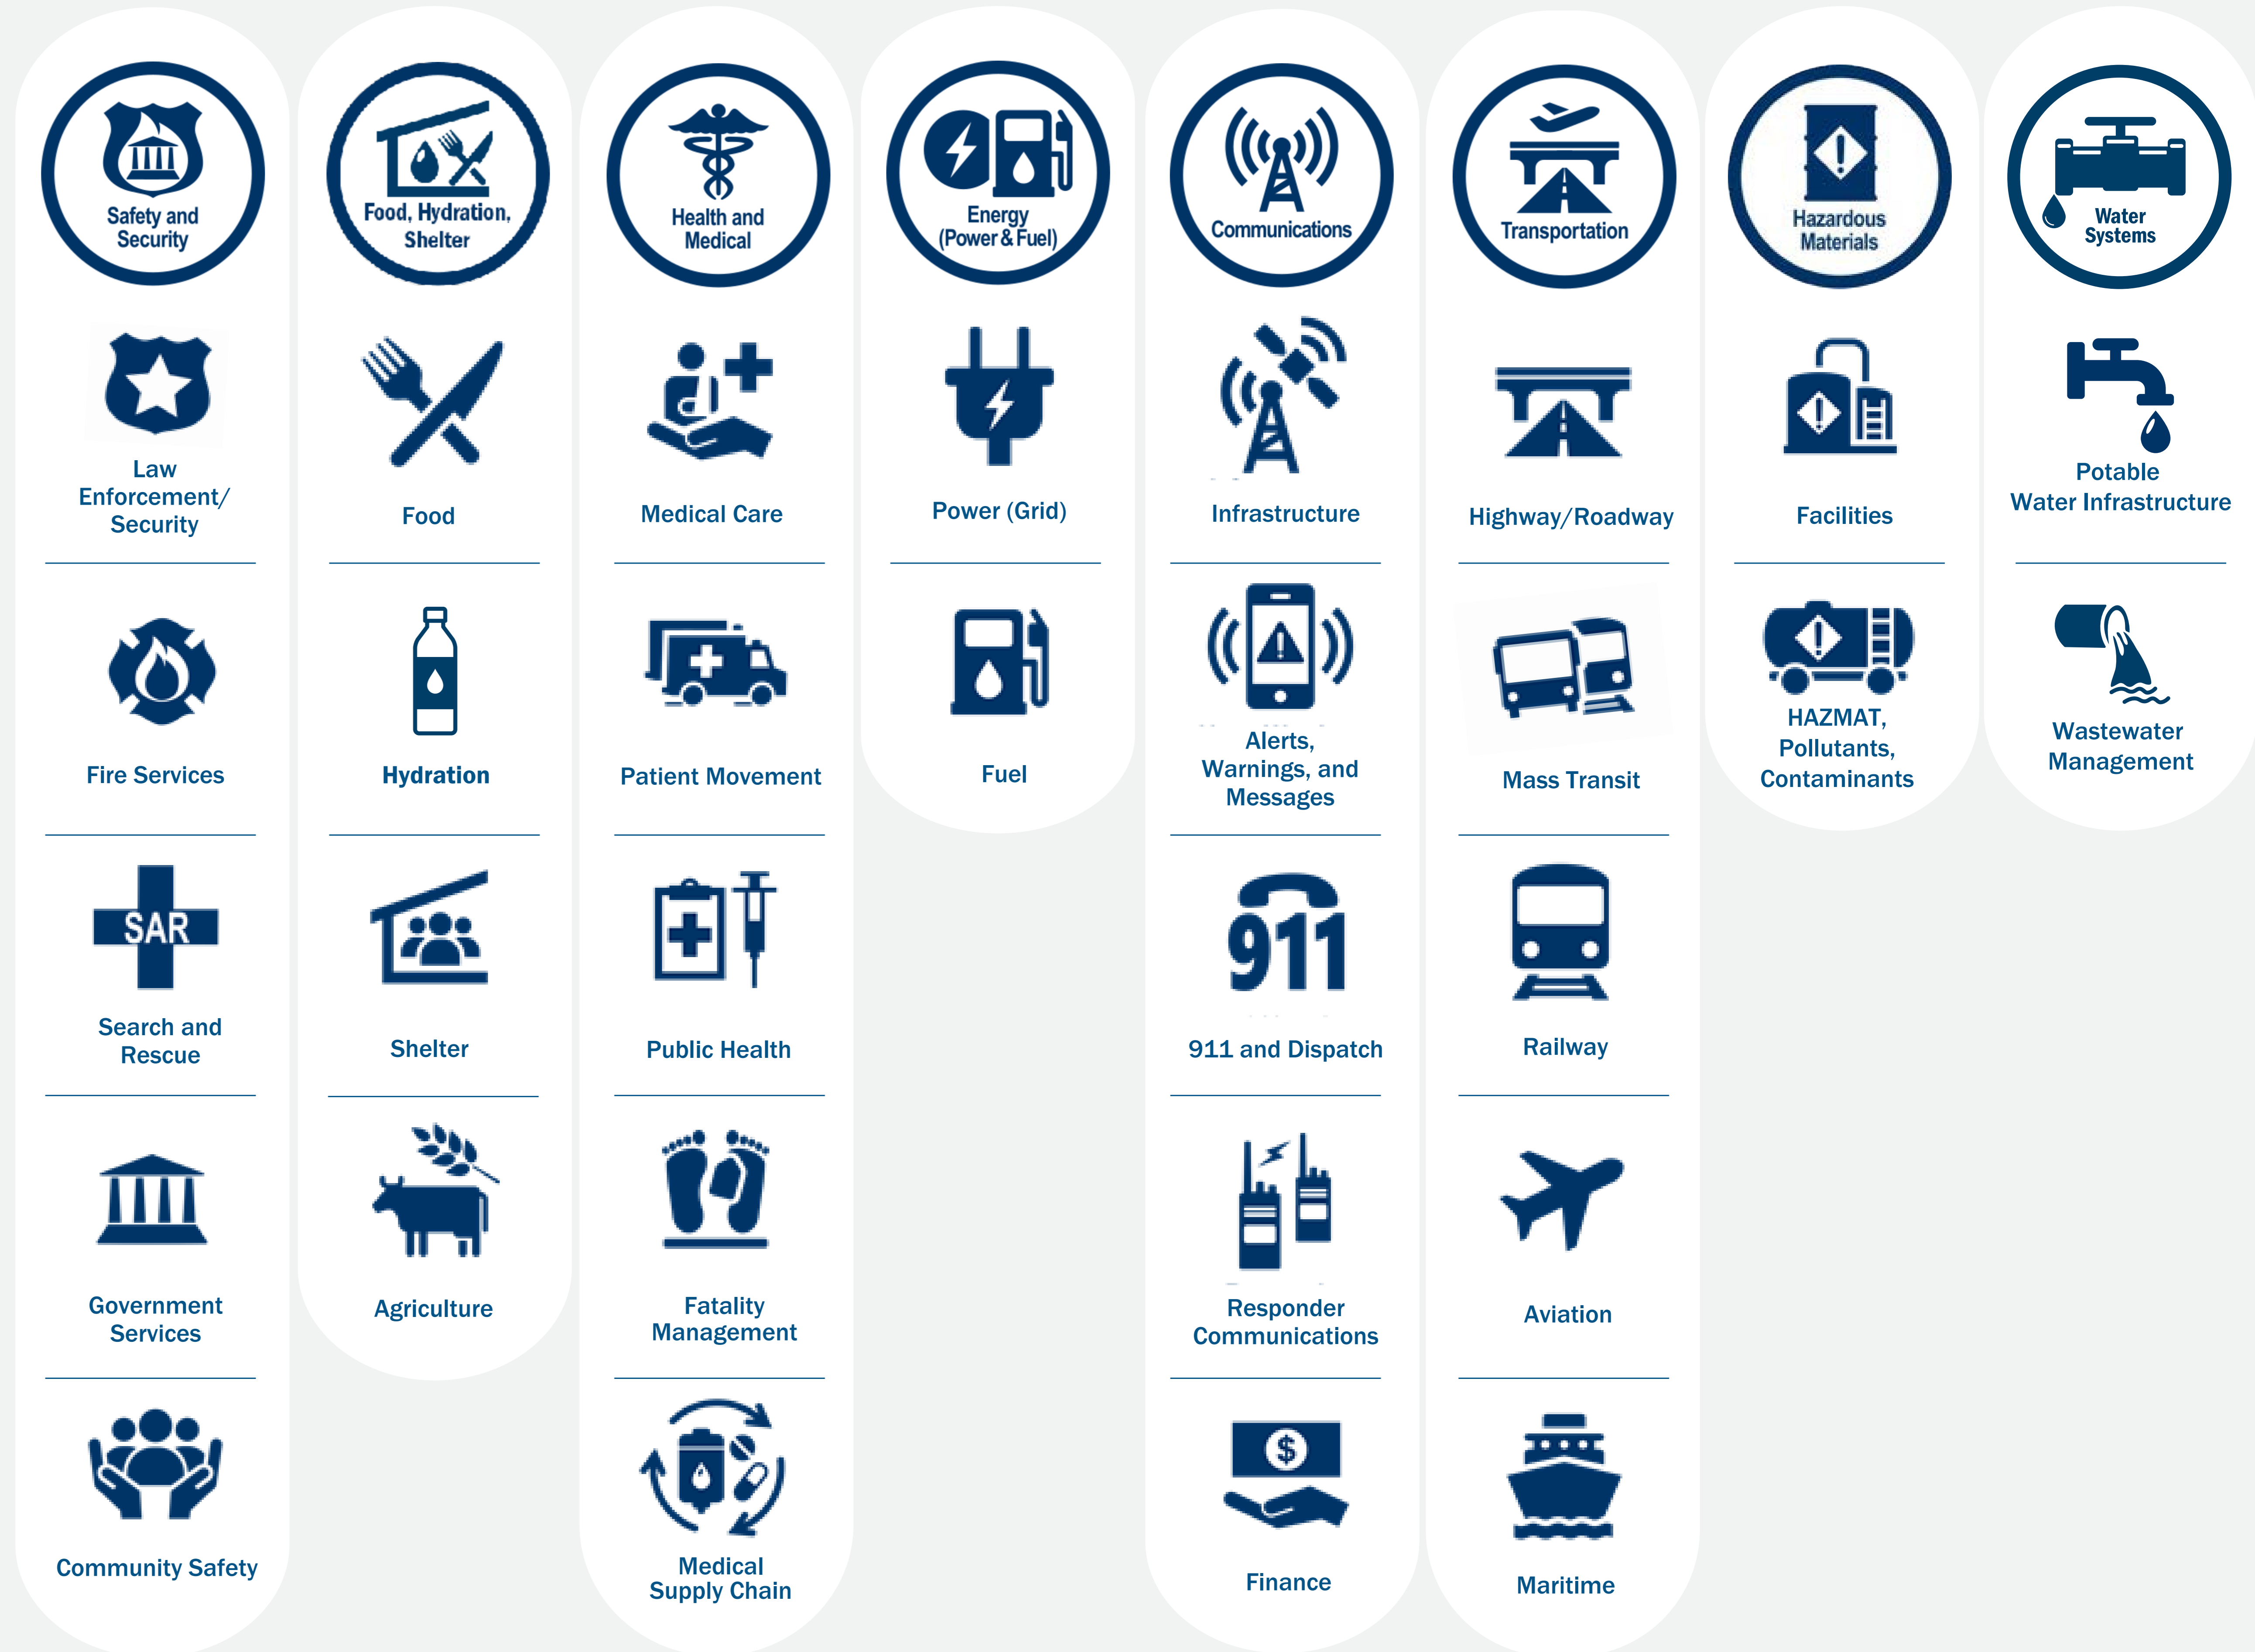 Safety and
Security
Law
Enforcement/
Security
Fire Services
SAR
Search and
Rescue
Government
Services
Community Safety
Food, Hydration,
Shelter
Food
Hydration
Shelter
Agriculture
Health and
Medical
Medical Care
Patient Movement
Public Health
Fatality
Management
Medical
Supply Chain
Energy
(Power & Fuel)
Power (Grid)
Fuel
Communications
Infrastructure
Alerts,
Warnings, and
Messages
911
911 and Dispatch
Responder
Communications
$
Finance
Transportation
Highway/Roadway
Mass Transit
Railway
Aviation
Maritime
Hazardous
Materials
Facilities
HAZMAT,
Pollutants,
Contaminants
Water
Systems
Potable
Water Infrastructure
Wastewater
Management